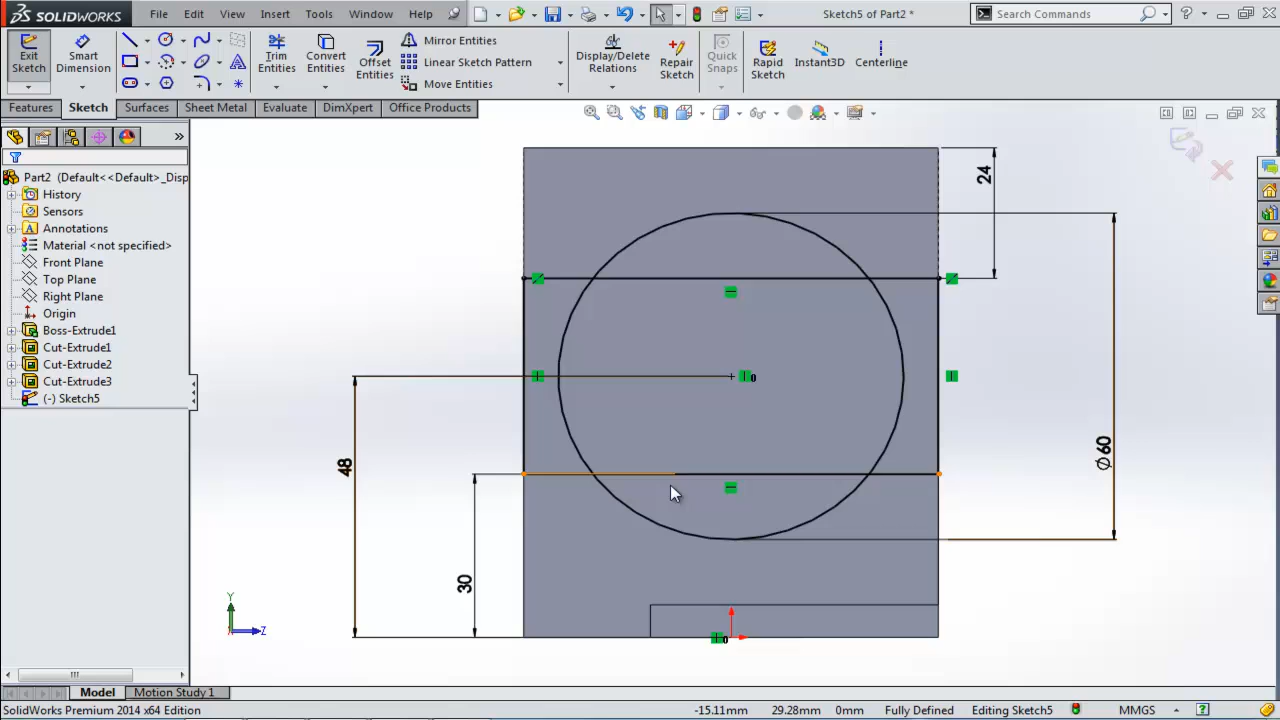 SOLIDWORKS File Edit View Insert Tools Window Help Sketch5 of Part2 * Search Commands
Exit Sketch Smart Dimension Trim Entities Convert Entities Offset Entities Mirror Entities Linear Sketch Pattern Move Entities Display/Delete Relations Repair Sketch Quick Snaps Rapid Sketch Instant3D Centerline
Features Sketch Surfaces Sheet Metal Evaluate DimXpert Office Products
Part2 (Default<<Default>_Disp
History
Sensors
Annotations
Material <not specified>
Front Plane
Top Plane
Right Plane
Origin
Boss-Extrude1
Cut-Extrude1
Cut-Extrude2
Cut-Extrude3
(-) Sketch5
24
0
48
Ø60
30
0
Y
Z
Model Motion Study 1
SolidWorks Premium 2014 x64 Edition -15.11mm 29.28mm 0mm Fully Defined Editing Sketch5 MMGS